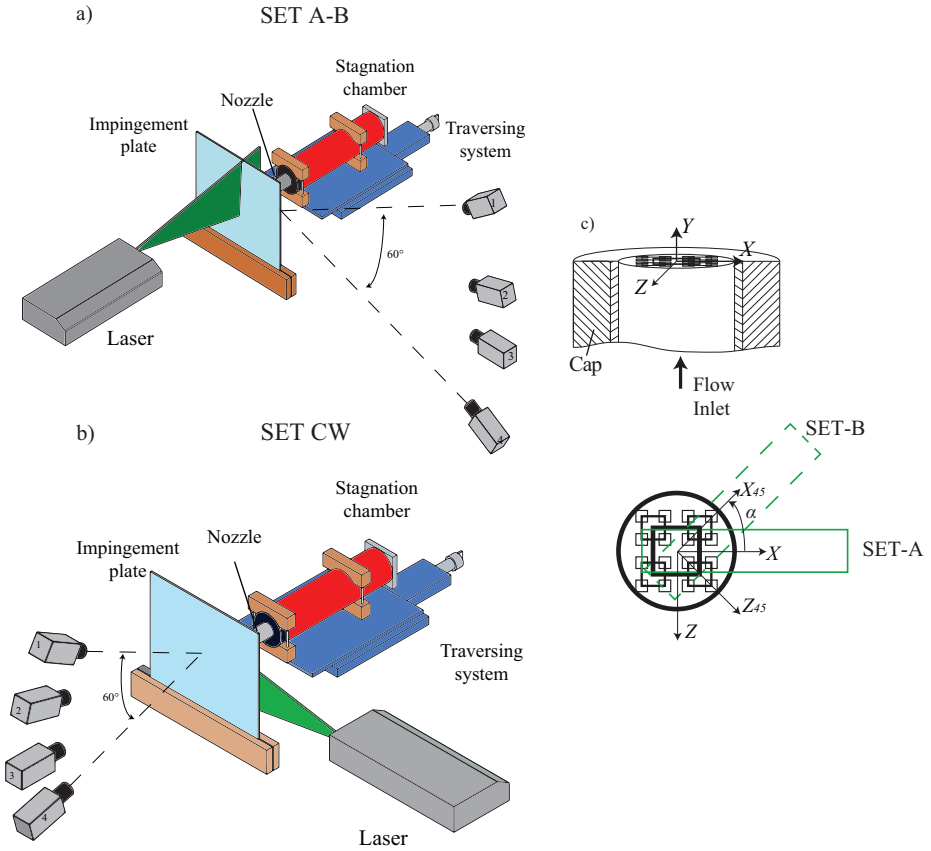 a)
SET A-B
Stagnation
chamber
Nozzle
Impingement
plate
Traversing
system
1
60°
2
3
4
Laser
b)
SET CW
Stagnation
chamber
Nozzle
Impingement
plate
Traversing
system
1
60°
2
3
4
Laser
c)
Y
X
Z
Cap
Flow
Inlet
SET-B
X45
α
X
SET-A
Z45
Z